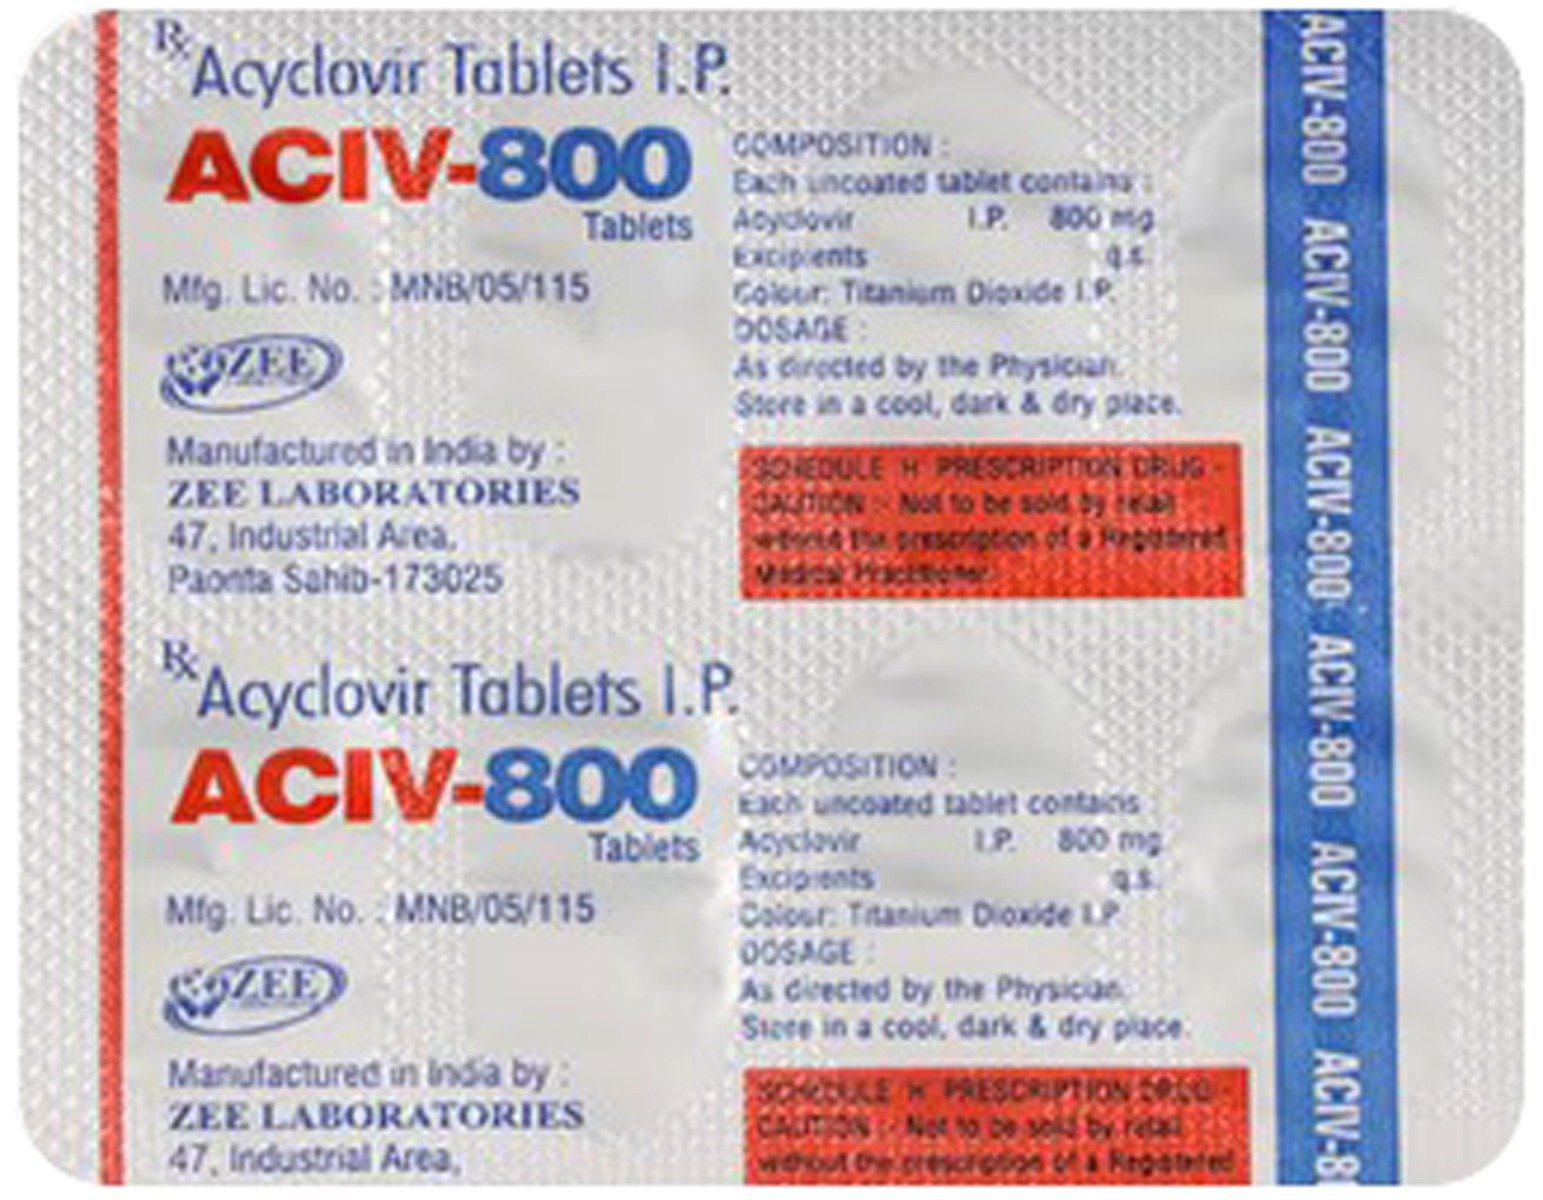 Rx Acyclovir Tablets I.P.
ACIV-800
Tablets
Mfg. Lic. No. : MNB/05/115
ZEE
Manufactured in India by :
ZEE LABORATORIES
47, Industrial Area,
Paonta Sahib-173025
COMPOSITION :
Each uncoated tablet contains :
Acyclovir I.P. 800 mg
Excipients q.s.
Colour: Titanium Dioxide I.P.
DOSAGE :
As directed by the Physician.
Store in a cool, dark & dry place.
SCHEDULE H PRESCRIPTION DRUG -
CAUTION :- Not to be sold by retail
without the prescription of a Registered
Medical Practitioner.
Rx Acyclovir Tablets I.P.
ACIV-800
Tablets
Mfg. Lic. No. : MNB/05/115
ZEE
Manufactured in India by :
ZEE LABORATORIES
47, Industrial Area,
COMPOSITION :
Each uncoated tablet contains :
Acyclovir I.P. 800 mg
Excipients q.s.
Colour: Titanium Dioxide I.P.
DOSAGE :
As directed by the Physician.
Store in a cool, dark & dry place.
SCHEDULE H PRESCRIPTION DRUG -
CAUTION :- Not to be sold by retail
without the prescription of a Registered
ACIV-800 ACIV-800 ACIV-800 ACIV-800 ACIV-800 ACIV-8